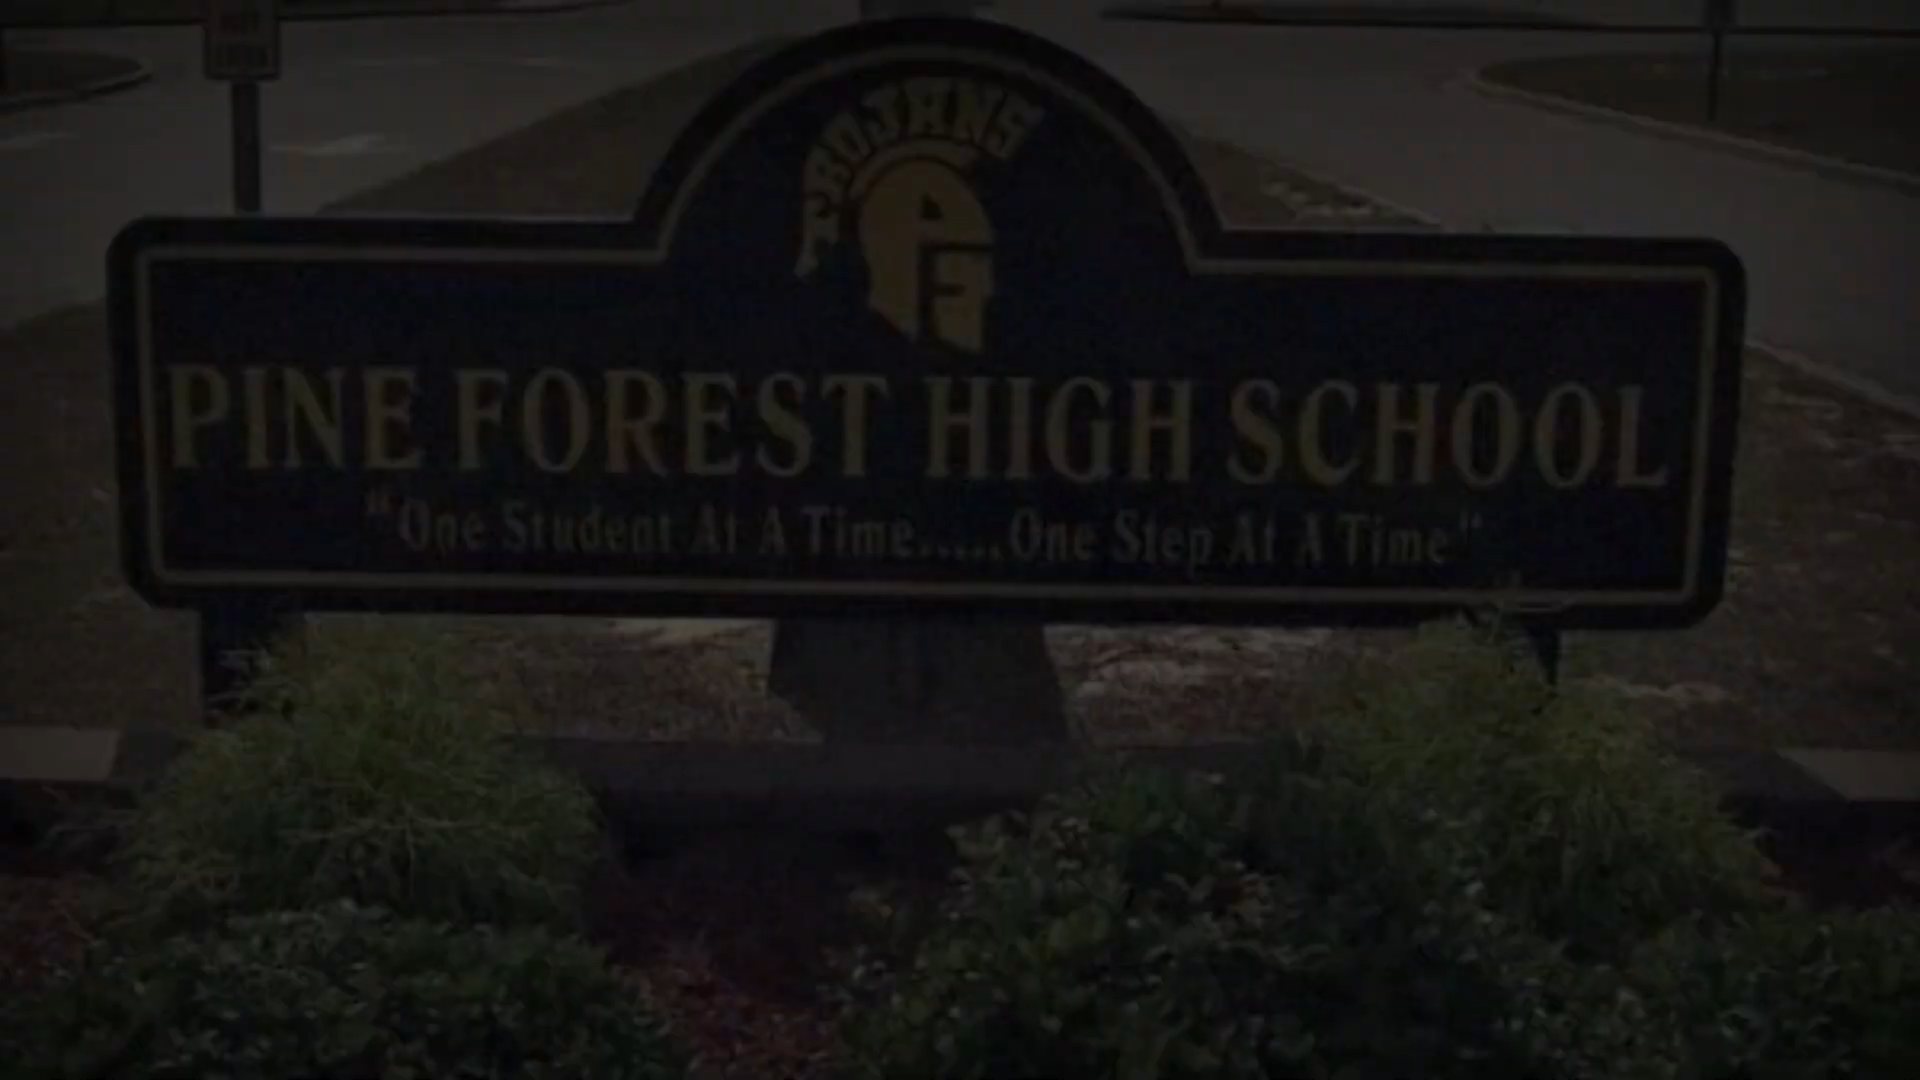 TROJANS
PF
PINE FOREST HIGH SCHOOL
"One Student At A Time.....One Step At A Time"